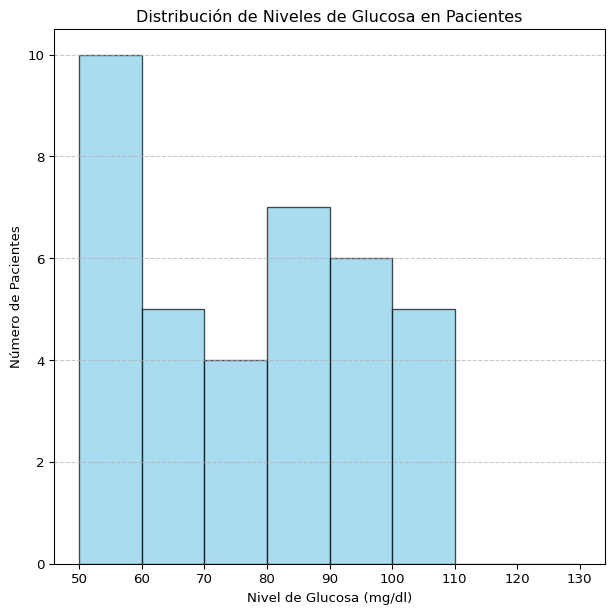 Distribución de Niveles de Glucosa en Pacientes
10
8
6
4
2
0
Número de Pacientes
50 60 70 80 90 100 110 120 130
Nivel de Glucosa (mg/dl)